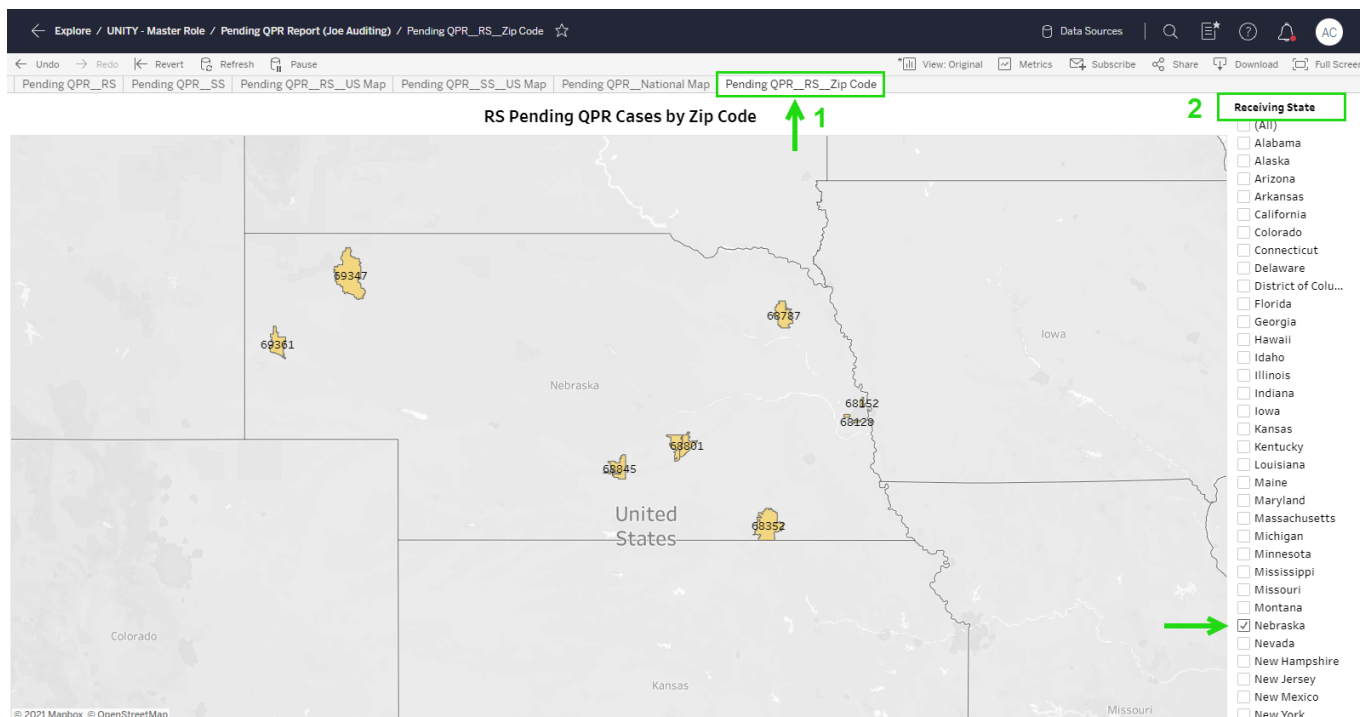 Explore / UNITY - Master Role / Pending QPR Report (Joe Auditing) / Pending QPR__RS__Zip Code
Data Sources
AC
Undo Redo Revert Refresh Pause
View: Original Metrics Subscribe Share Download Full Screen
Pending QPR__RS Pending QPR__SS Pending QPR__RS__US Map Pending QPR__SS__US Map Pending QPR__National Map Pending QPR__RS__Zip Code
1
2
RS Pending QPR Cases by Zip Code
Receiving State
(All)
Alabama
Alaska
Arizona
Arkansas
California
Colorado
Connecticut
Delaware
District of Colu...
Florida
Georgia
Hawaii
Idaho
Illinois
Indiana
Iowa
Kansas
Kentucky
Louisiana
Maine
Maryland
Massachusetts
Michigan
Minnesota
Mississippi
Missouri
Montana
Nebraska
Nevada
New Hampshire
New Jersey
New Mexico
New York
69347
68787
69361
Iowa
Nebraska
68152
68128
68801
68845
United
States
68352
Colorado
Kansas
Missouri
© 2021 Mapbox © OpenStreetMap